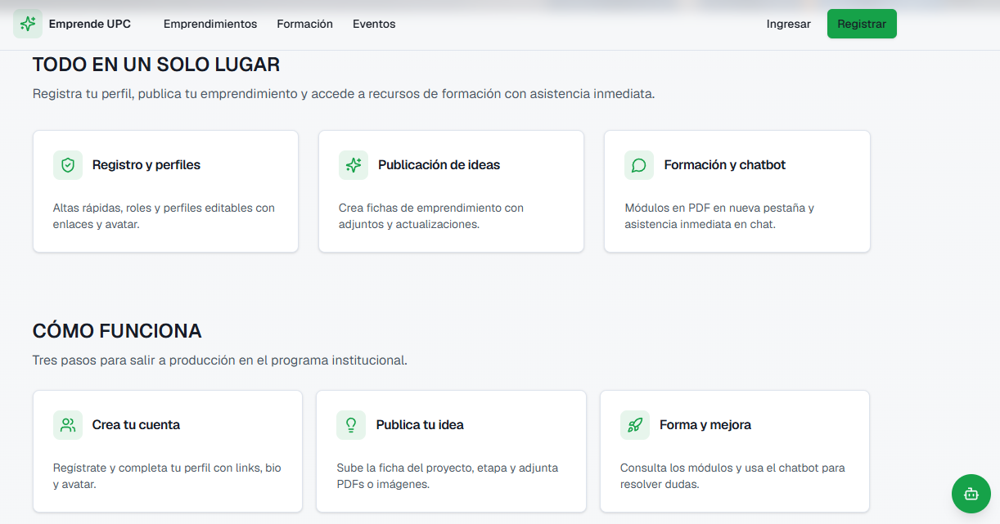 Emprende UPC Emprendimientos Formación Eventos Ingresar Registrar
TODO EN UN SOLO LUGAR
Registra tu perfil, publica tu emprendimiento y accede a recursos de formación con asistencia inmediata.
Registro y perfiles
Altas rápidas, roles y perfiles editables con
enlaces y avatar.
Publicación de ideas
Crea fichas de emprendimiento con
adjuntos y actualizaciones.
Formación y chatbot
Módulos en PDF en nueva pestaña y
asistencia inmediata en chat.
CÓMO FUNCIONA
Tres pasos para salir a producción en el programa institucional.
Crea tu cuenta
Regístrate y completa tu perfil con links, bio
y avatar.
Publica tu idea
Sube la ficha del proyecto, etapa y adjunta
PDFs o imágenes.
Forma y mejora
Consulta los módulos y usa el chatbot para
resolver dudas.